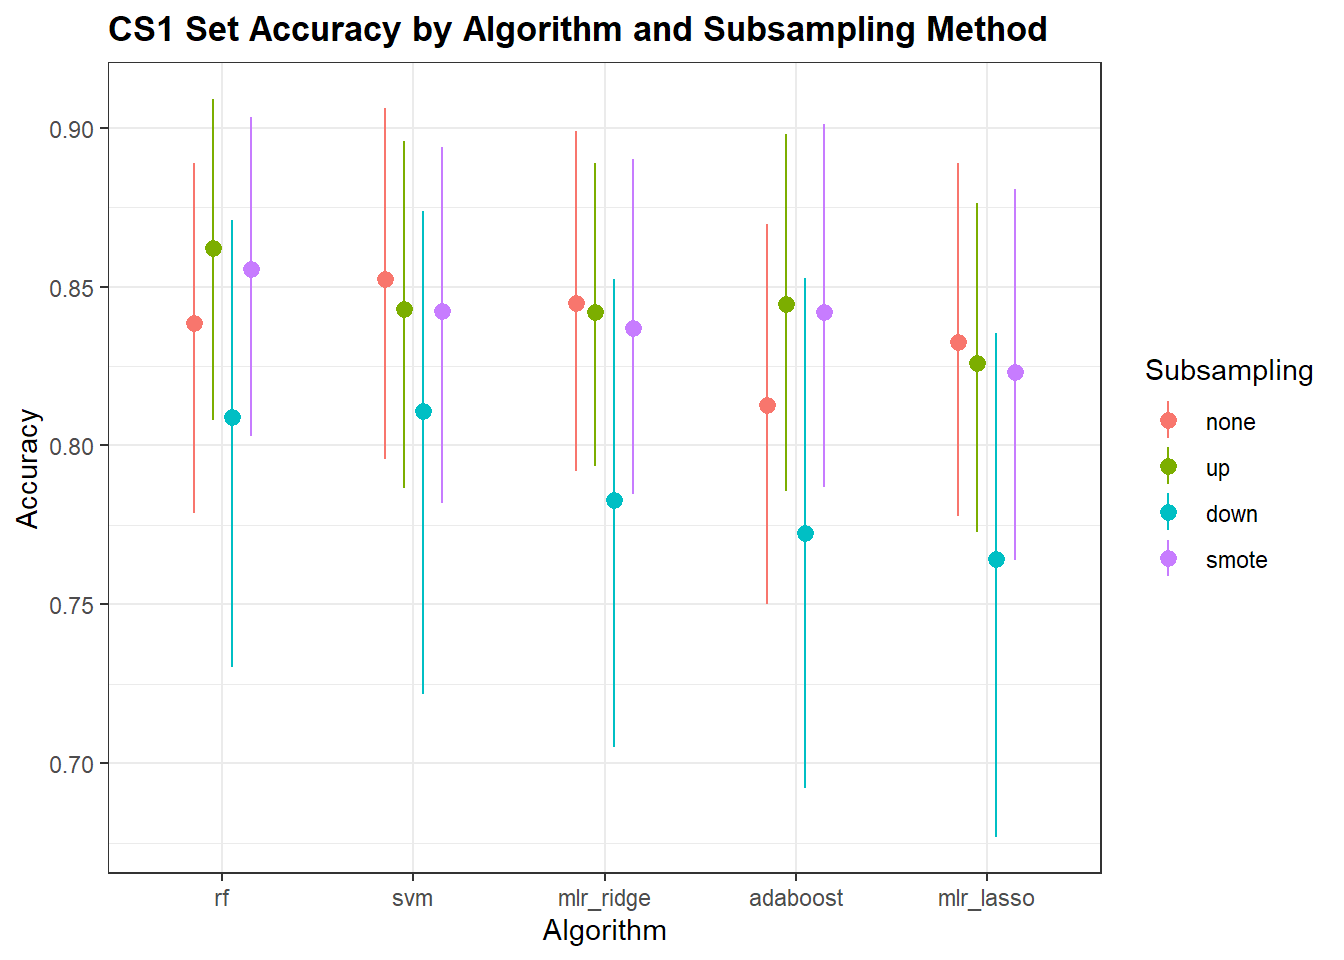 CS1 Set Accuracy by Algorithm and Subsampling Method
0.90
0.85
0.80
0.75
0.70
Accuracy
rf svm mlr_ridge adaboost mlr_lasso
Algorithm
Subsampling
none
up
down
smote